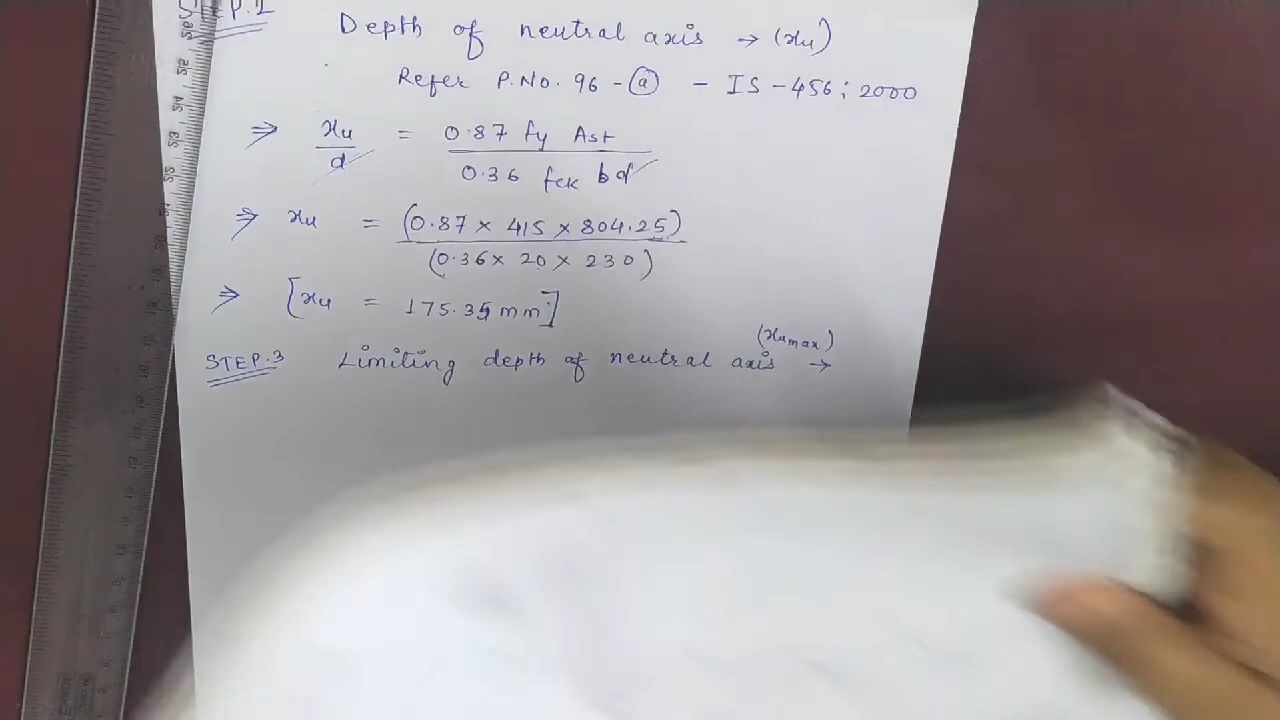 EP.2 Depth of neutral axis → (xu)
Refer P.No. 96 - (a) - IS - 456 : 2000
⇒ xu/d = 0.87 fy Ast / 0.36 fck bd
⇒ xu = (0.87 × 415 × 804.25) / (0.36 × 20 × 230)
⇒ [xu = 175.35 mm]
STEP.3 Limiting depth of neutral axis (xumax) →